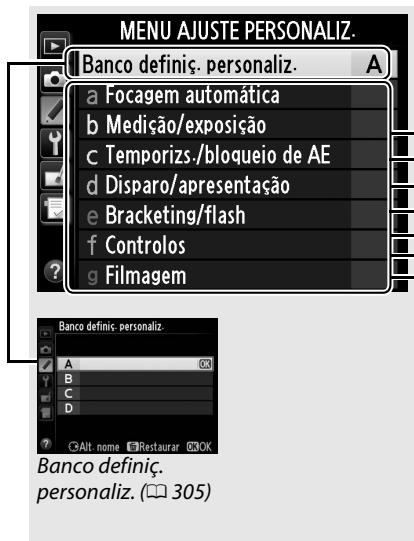 MENU AJUSTE PERSONALIZ.
Banco definiç. personaliz. A
a Focagem automática
b Medição/exposição
c Temporizs./bloqueio de AE
d Disparo/apresentação
e Bracketing/flash
f Controlos
g Filmagem
?
Banco definiç. personaliz.
A OK
B
C
D
? Alt. nome Restaurar OK OK
Banco definiç.
personaliz. (305)